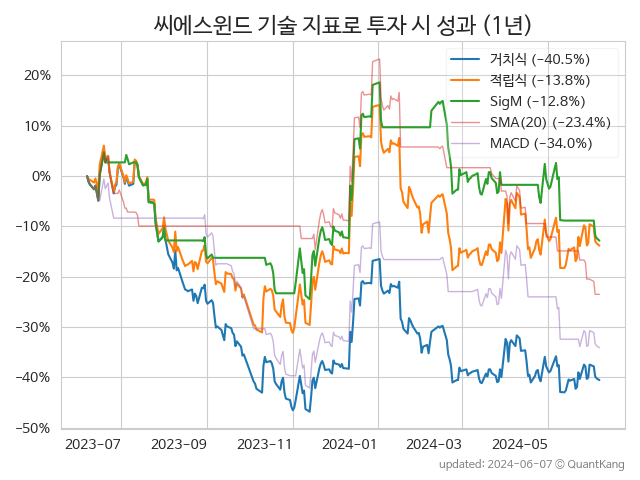 씨에스윈드 기술 지표로 투자 시 성과 (1년)
거치식 (−40.5%)
적립식 (−13.8%)
SigM (−12.8%)
SMA(20) (−23.4%)
MACD (−34.0%)
20%
10%
0%
−10%
−20%
−30%
−40%
−50%
2023-07 2023-09 2023-11 2024-01 2024-03 2024-05
updated: 2024-06-07 ⓒ QuantKang